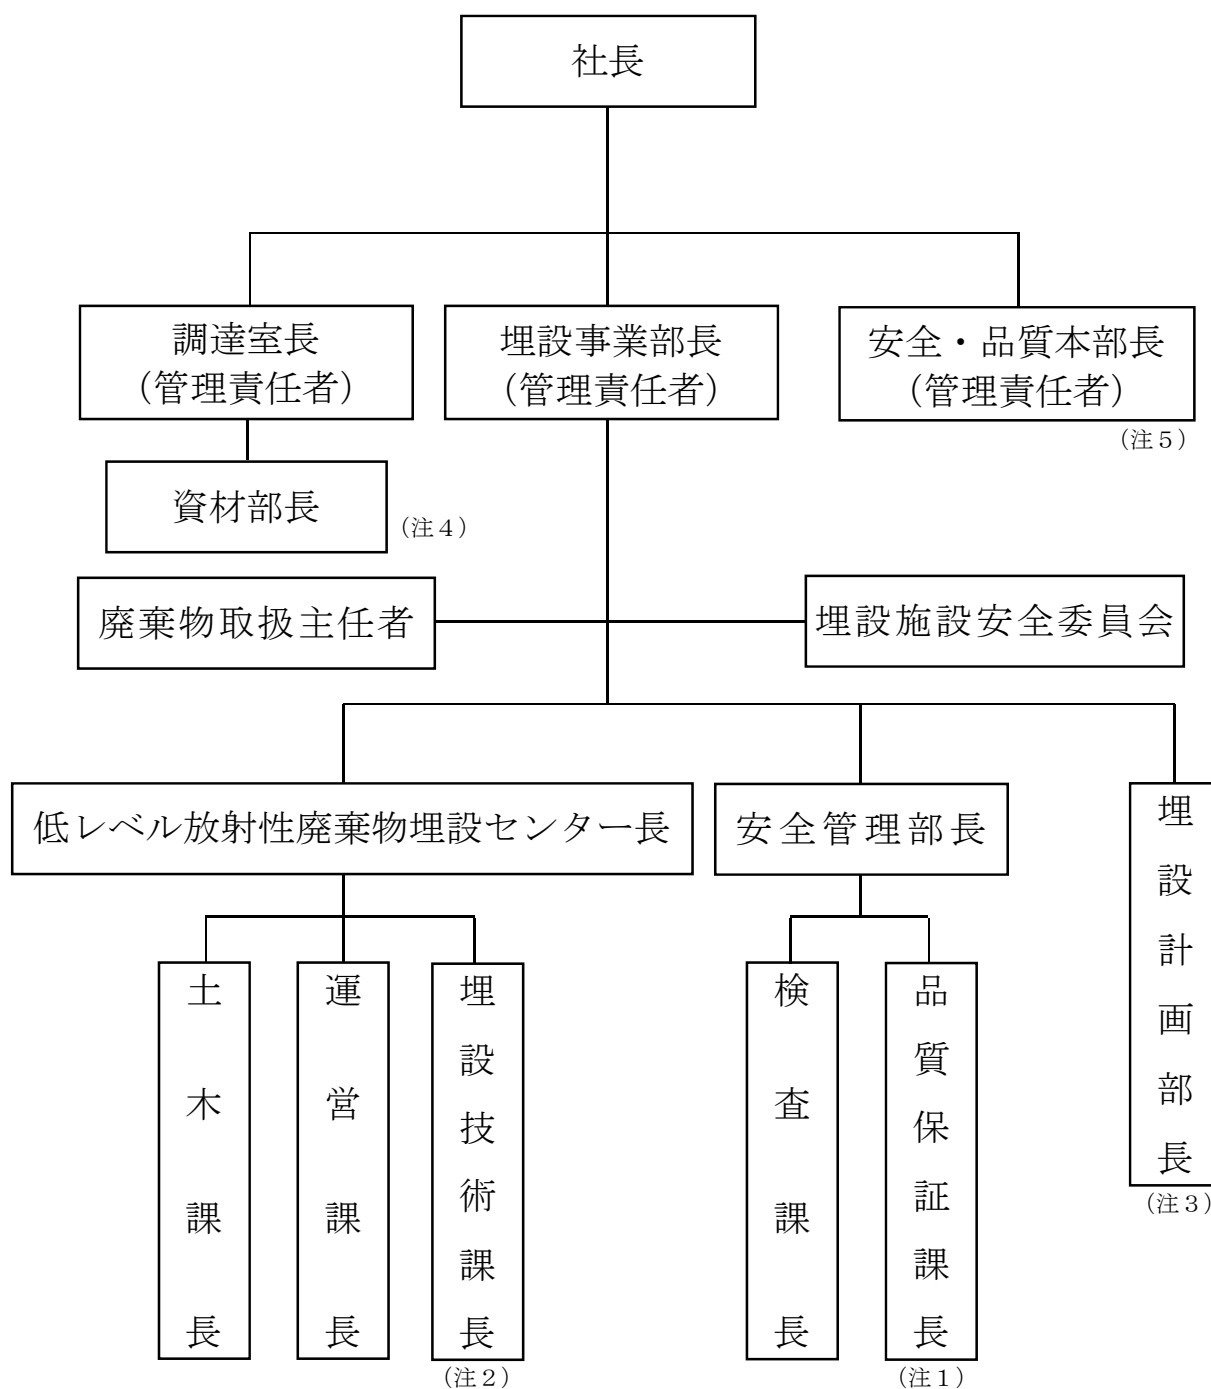 社長
調達室長
（管理責任者）
埋設事業部長
（管理責任者）
安全・品質本部長
（管理責任者）
（注５）
資材部長
（注４）
廃棄物取扱主任者
埋設施設安全委員会
低レベル放射性廃棄物埋設センター長
安全管理部長
埋設計画部長
（注３）
土木課長
運営課長
埋設技術課長
（注２）
検査課長
品質保証課長
（注１）